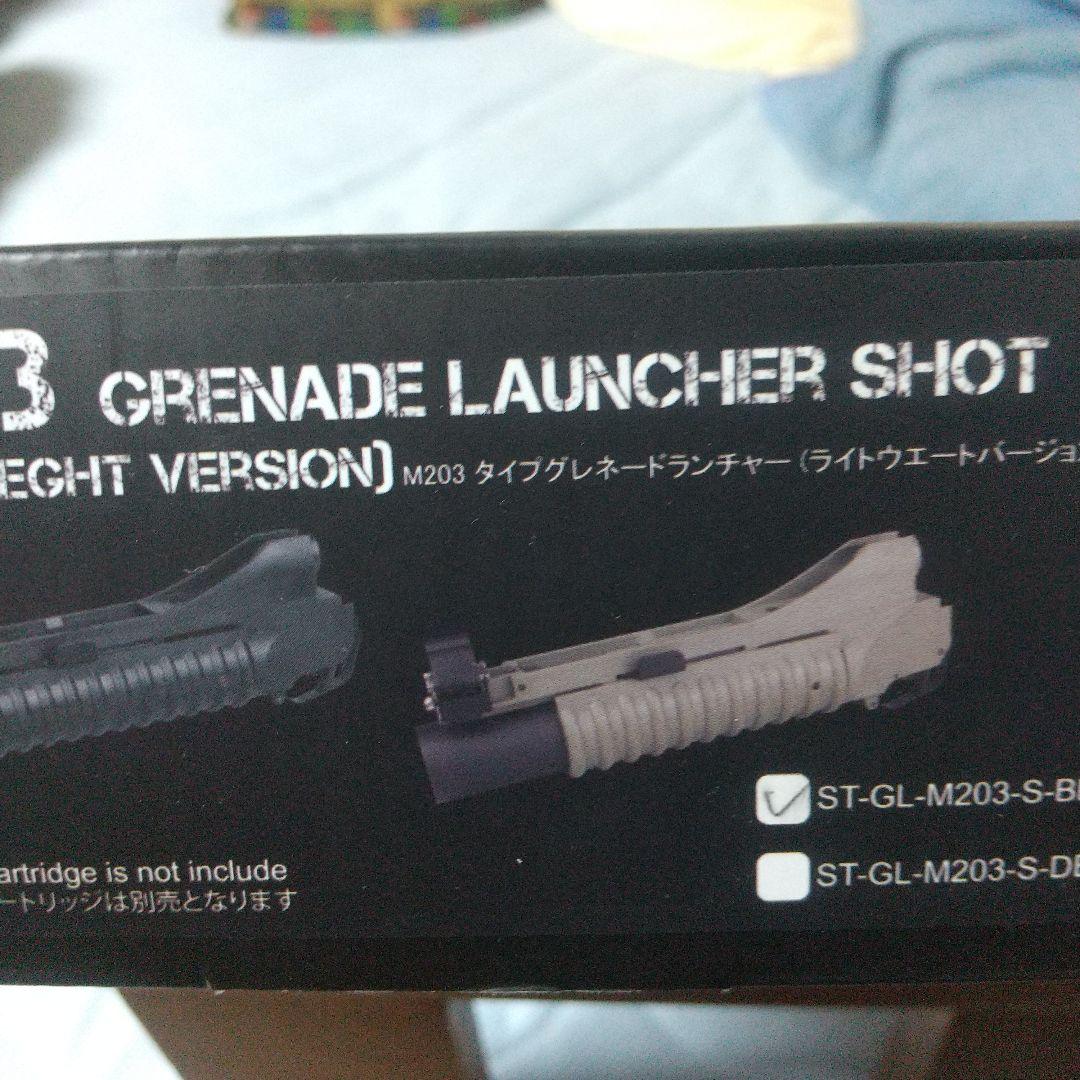 3 GRENADE LAUNCHER SHOT
EGHT VERSION) M203 タイプグレネードランチャー (ライトウエートバージョ
ST-GL-M203-S-B
ST-GL-M203-S-DE
artridge is not include
ートリッジは別売となります